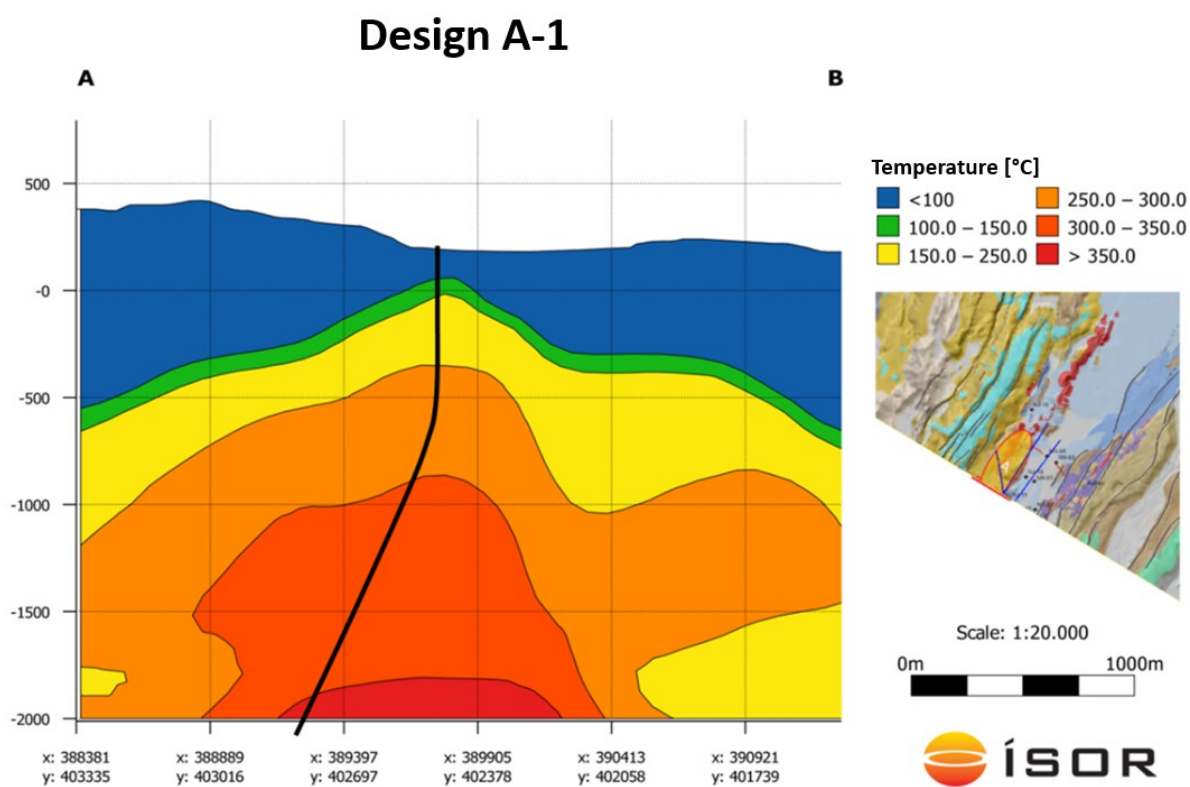 Design A-1
A
B
500
-0
-500
-1000
-1500
-2000
x: 388381
y: 403335
x: 388889
y: 403016
x: 389397
y: 402697
x: 389905
y: 402378
x: 390413
y: 402058
x: 390921
y: 401739
Temperature [°C]
<100
100.0 – 150.0
150.0 – 250.0
250.0 – 300.0
300.0 – 350.0
> 350.0
Scale: 1:20.000
0m
1000m
ÍSOR